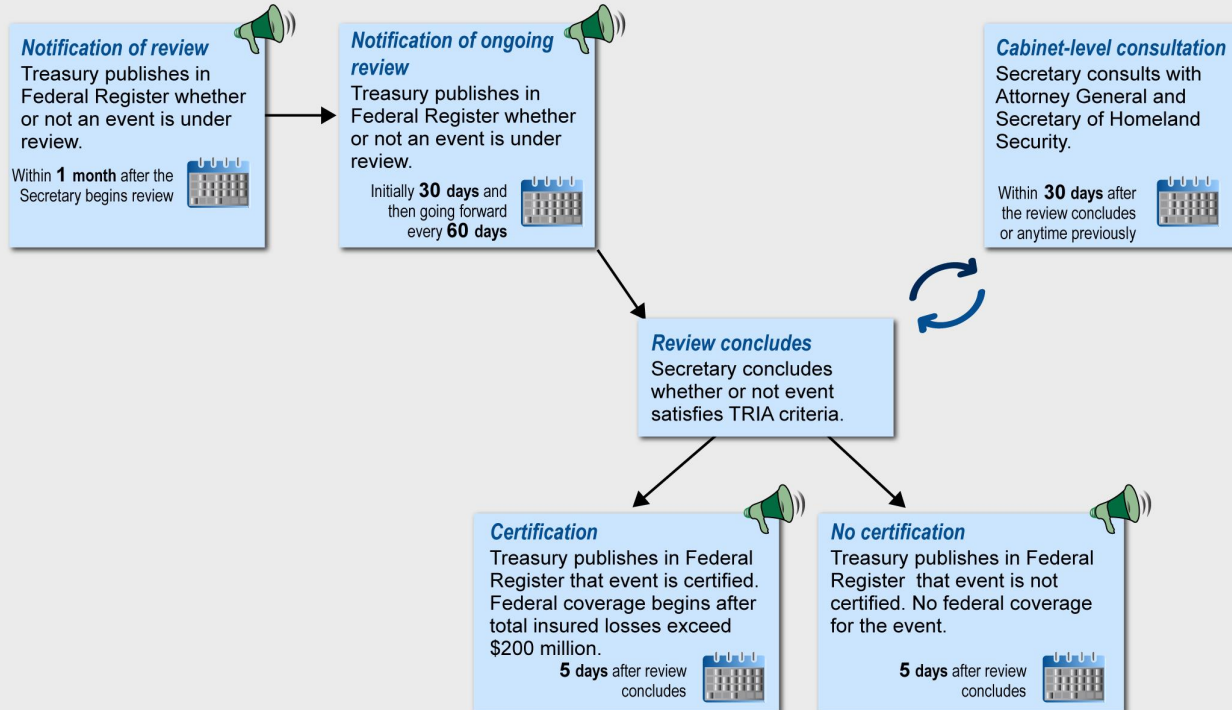 Notification of review
Treasury publishes in
Federal Register whether
or not an event is under
review.
Within 1 month after the
Secretary begins review
Notification of ongoing
review
Treasury publishes in
Federal Register whether
or not an event is under
review.
Initially 30 days and
then going forward
every 60 days
Cabinet-level consultation
Secretary consults with
Attorney General and
Secretary of Homeland
Security.
Within 30 days after
the review concludes
or anytime previously
Review concludes
Secretary concludes
whether or not event
satisfies TRIA criteria.
Certification
Treasury publishes in Federal
Register that event is certified.
Federal coverage begins after
total insured losses exceed
$200 million.
5 days after review
concludes
No certification
Treasury publishes in Federal
Register that event is not
certified. No federal coverage
for the event.
5 days after review
concludes